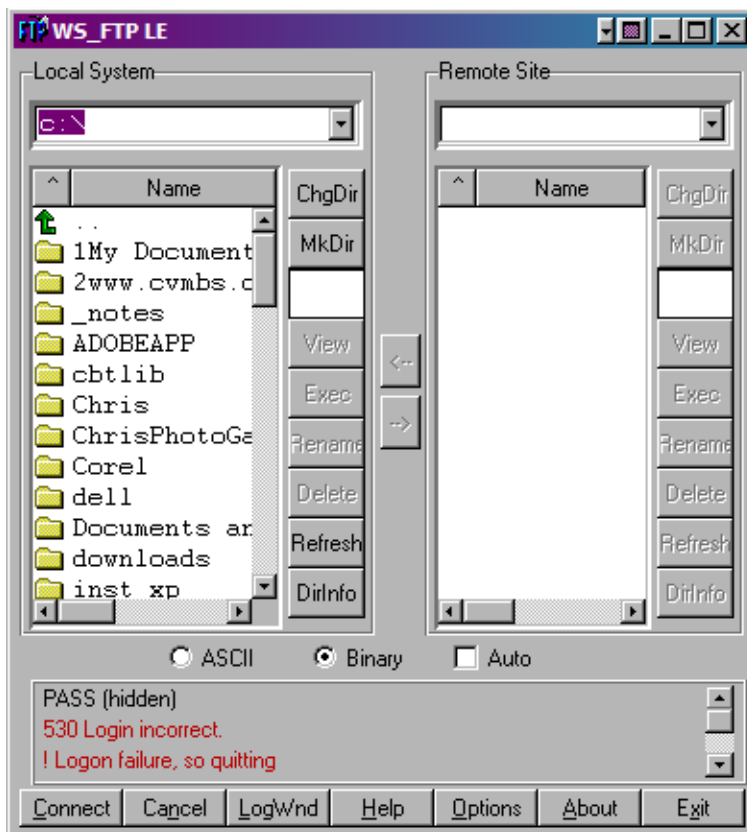 WS_FTP LE
Local System
c:\
^ Name
..
1My Document
2www.cvmbs.c
_notes
ADOBEAPP
cbtlib
Chris
ChrisPhotoGa
Corel
dell
Documents an
downloads
inst_xp
ChgDir
MkDir
View
Exec
Rename
Delete
Refresh
DirInfo
<--
-->
Remote Site
^ Name
ChgDir
MkDir
View
Exec
Rename
Delete
Refresh
DirInfo
ASCII Binary Auto
PASS (hidden)
530 Login incorrect.
! Logon failure, so quitting
Connect Cancel LogWnd Help Options About Exit